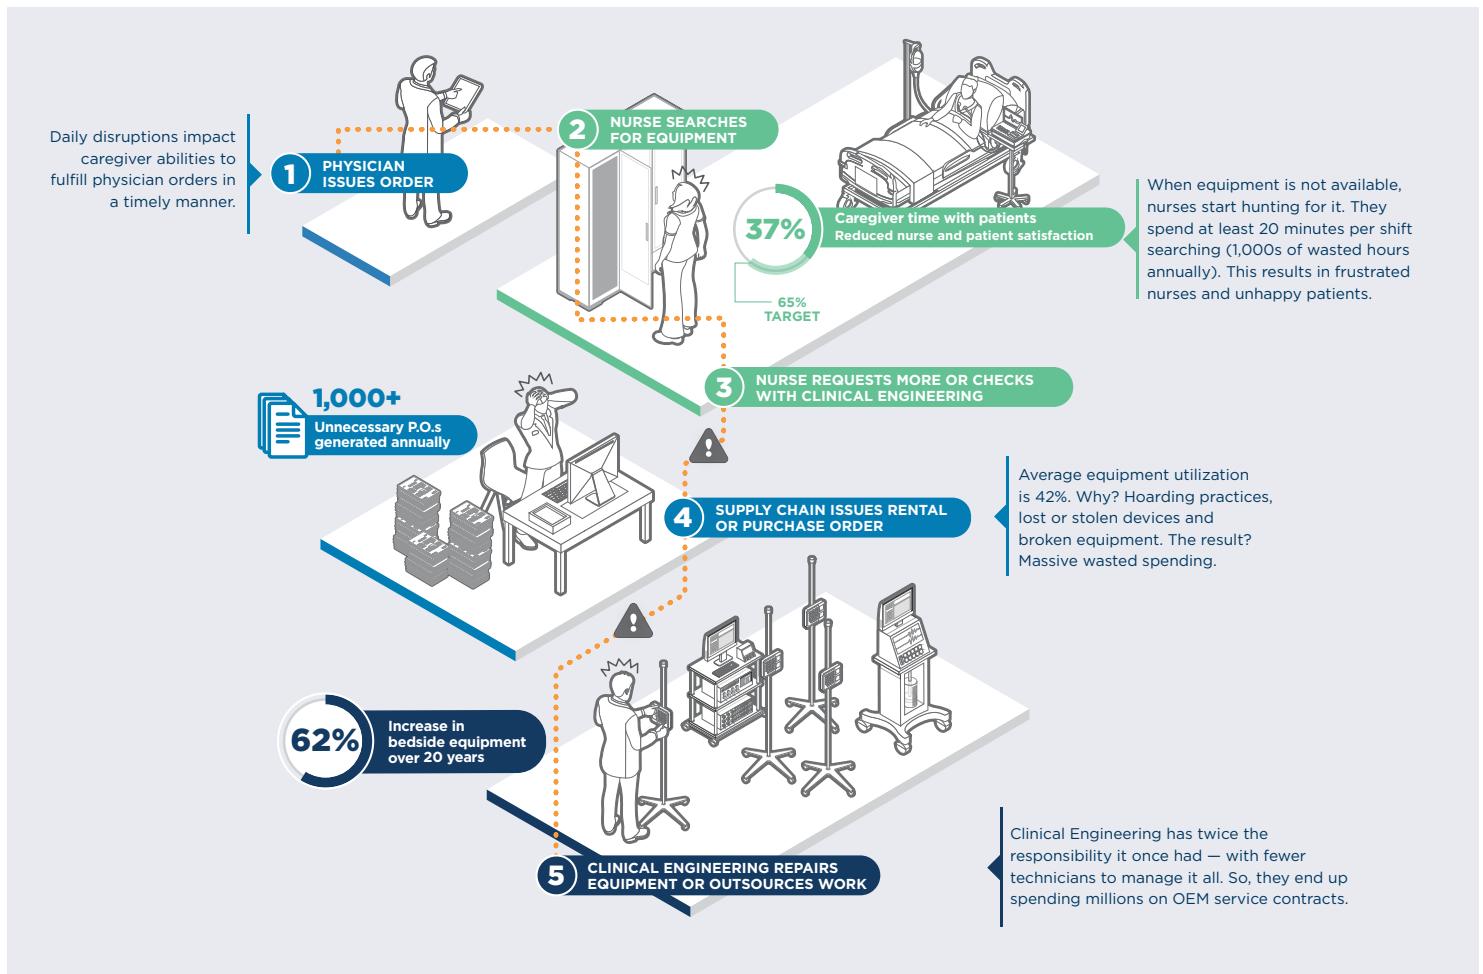 Daily disruptions impact
caregiver abilities to
fulfill physician orders in
a timely manner.
1
PHYSICIAN
ISSUES ORDER
2
NURSE SEARCHES
FOR EQUIPMENT
37%
Caregiver time with patients
Reduced nurse and patient satisfaction
65%
TARGET
When equipment is not available,
nurses start hunting for it. They
spend at least 20 minutes per shift
searching (1,000s of wasted hours
annually). This results in frustrated
nurses and unhappy patients.
3
NURSE REQUESTS MORE OR CHECKS
WITH CLINICAL ENGINEERING
1,000+
Unnecessary P.O.s
generated annually
4
SUPPLY CHAIN ISSUES RENTAL
OR PURCHASE ORDER
Average equipment utilization
is 42%. Why? Hoarding practices,
lost or stolen devices and
broken equipment. The result?
Massive wasted spending.
62%
Increase in
bedside equipment
over 20 years
5
CLINICAL ENGINEERING REPAIRS
EQUIPMENT OR OUTSOURCES WORK
Clinical Engineering has twice the
responsibility it once had — with fewer
technicians to manage it all. So, they end up
spending millions on OEM service contracts.